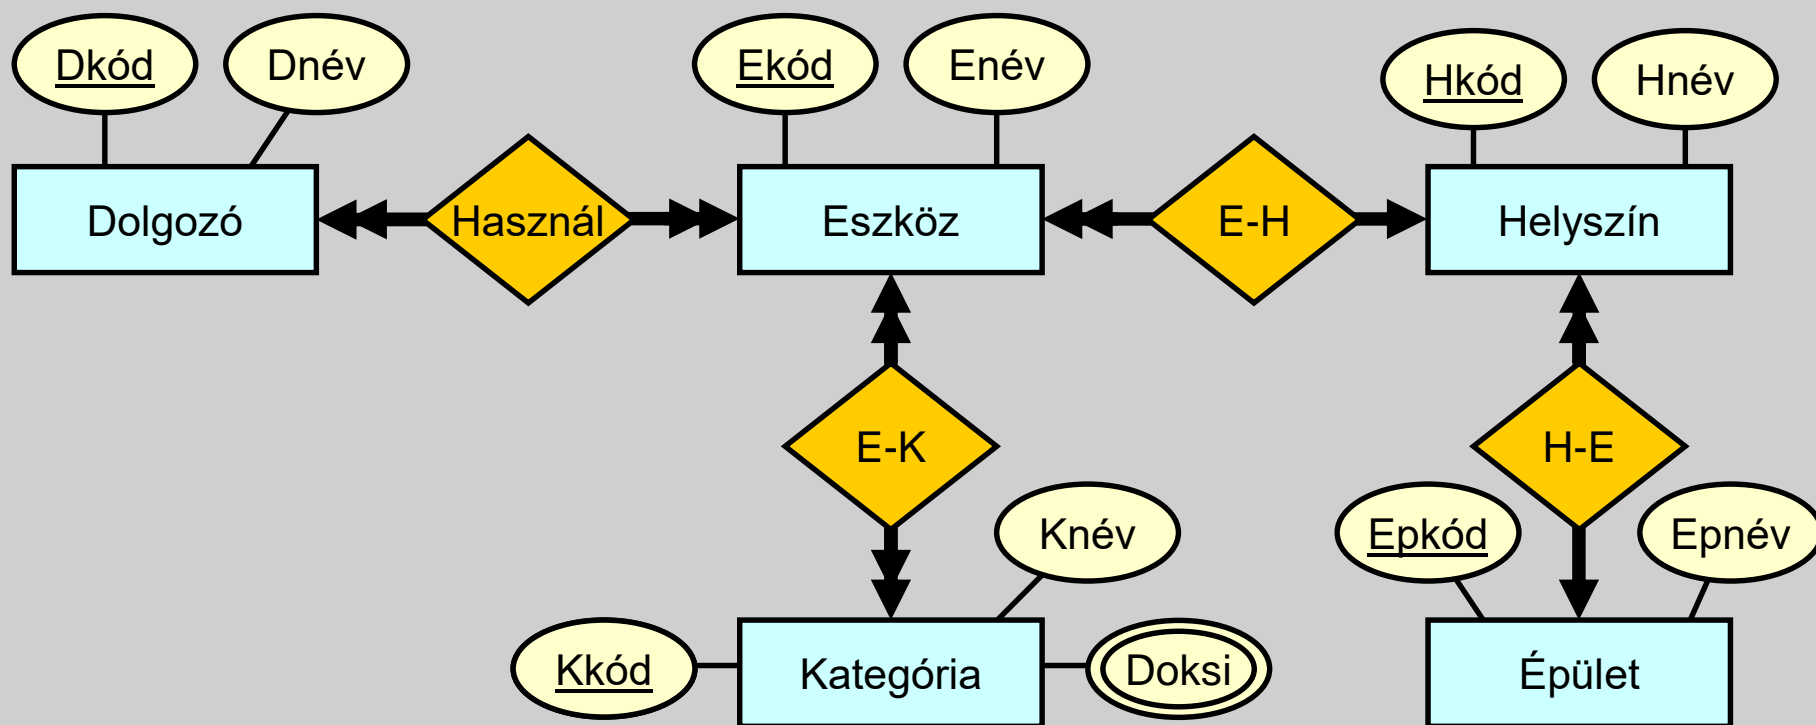 Dkód
Dnév
Ekód
Enév
Hkód
Hnév
Dolgozó
Használ
Eszköz
E-H
Helyszín
E-K
H-E
Knév
Epkód
Epnév
Kkód
Kategória
Doksi
Épület